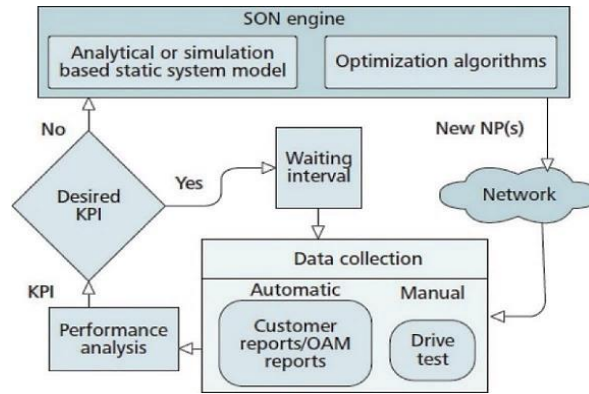 SON engine
Analytical or simulation
based static system model
Optimization algorithms
No
New NP(s)
Desired
KPI
Yes
Waiting
interval
Network
Data collection
Automatic
Manual
KPI
Performance
analysis
Customer
reports/OAM
reports
Drive
test